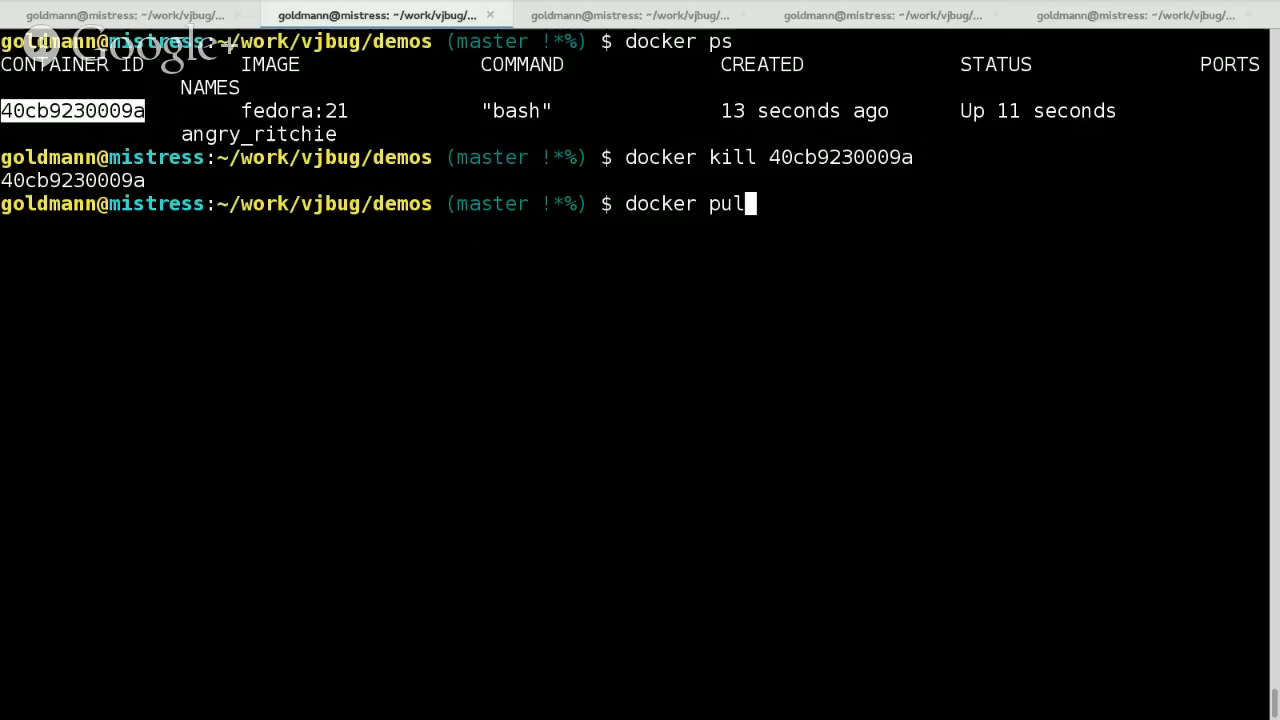 goldmann@mistress: ~/work/vjbug/... goldmann@mistress: ~/work/vjbug/... × goldmann@mistress: ~/work/vjbug/... goldmann@mistress: ~/work/vjbug/... goldmann@mistress: ~/work/vjbug/...
Google+
goldmann@mistress:~/work/vjbug/demos (master !*%) $ docker ps
CONTAINER ID IMAGE COMMAND CREATED STATUS PORTS
NAMES
40cb9230009a fedora:21 "bash" 13 seconds ago Up 11 seconds
angry_ritchie
goldmann@mistress:~/work/vjbug/demos (master !*%) $ docker kill 40cb9230009a
40cb9230009a
goldmann@mistress:~/work/vjbug/demos (master !*%) $ docker pul